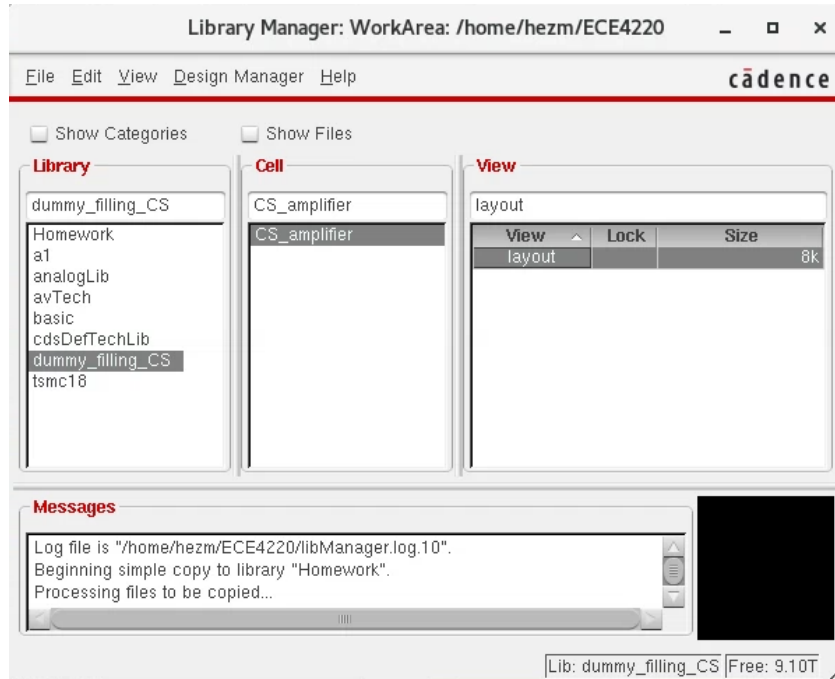 Library Manager: WorkArea: /home/hezm/ECE4220
File Edit View Design Manager Help
cādence
Show Categories
Show Files
Library
dummy_filling_CS
Homework
a1
analogLib
avTech
basic
cdsDefTechLib
dummy_filling_CS
tsmc18
Cell
CS_amplifier
CS_amplifier
View
layout
View Lock Size
layout 8k
Messages
Log file is "/home/hezm/ECE4220/libManager.log.10".
Beginning simple copy to library "Homework".
Processing files to be copied...
Lib: dummy_filling_CS Free: 9.10T